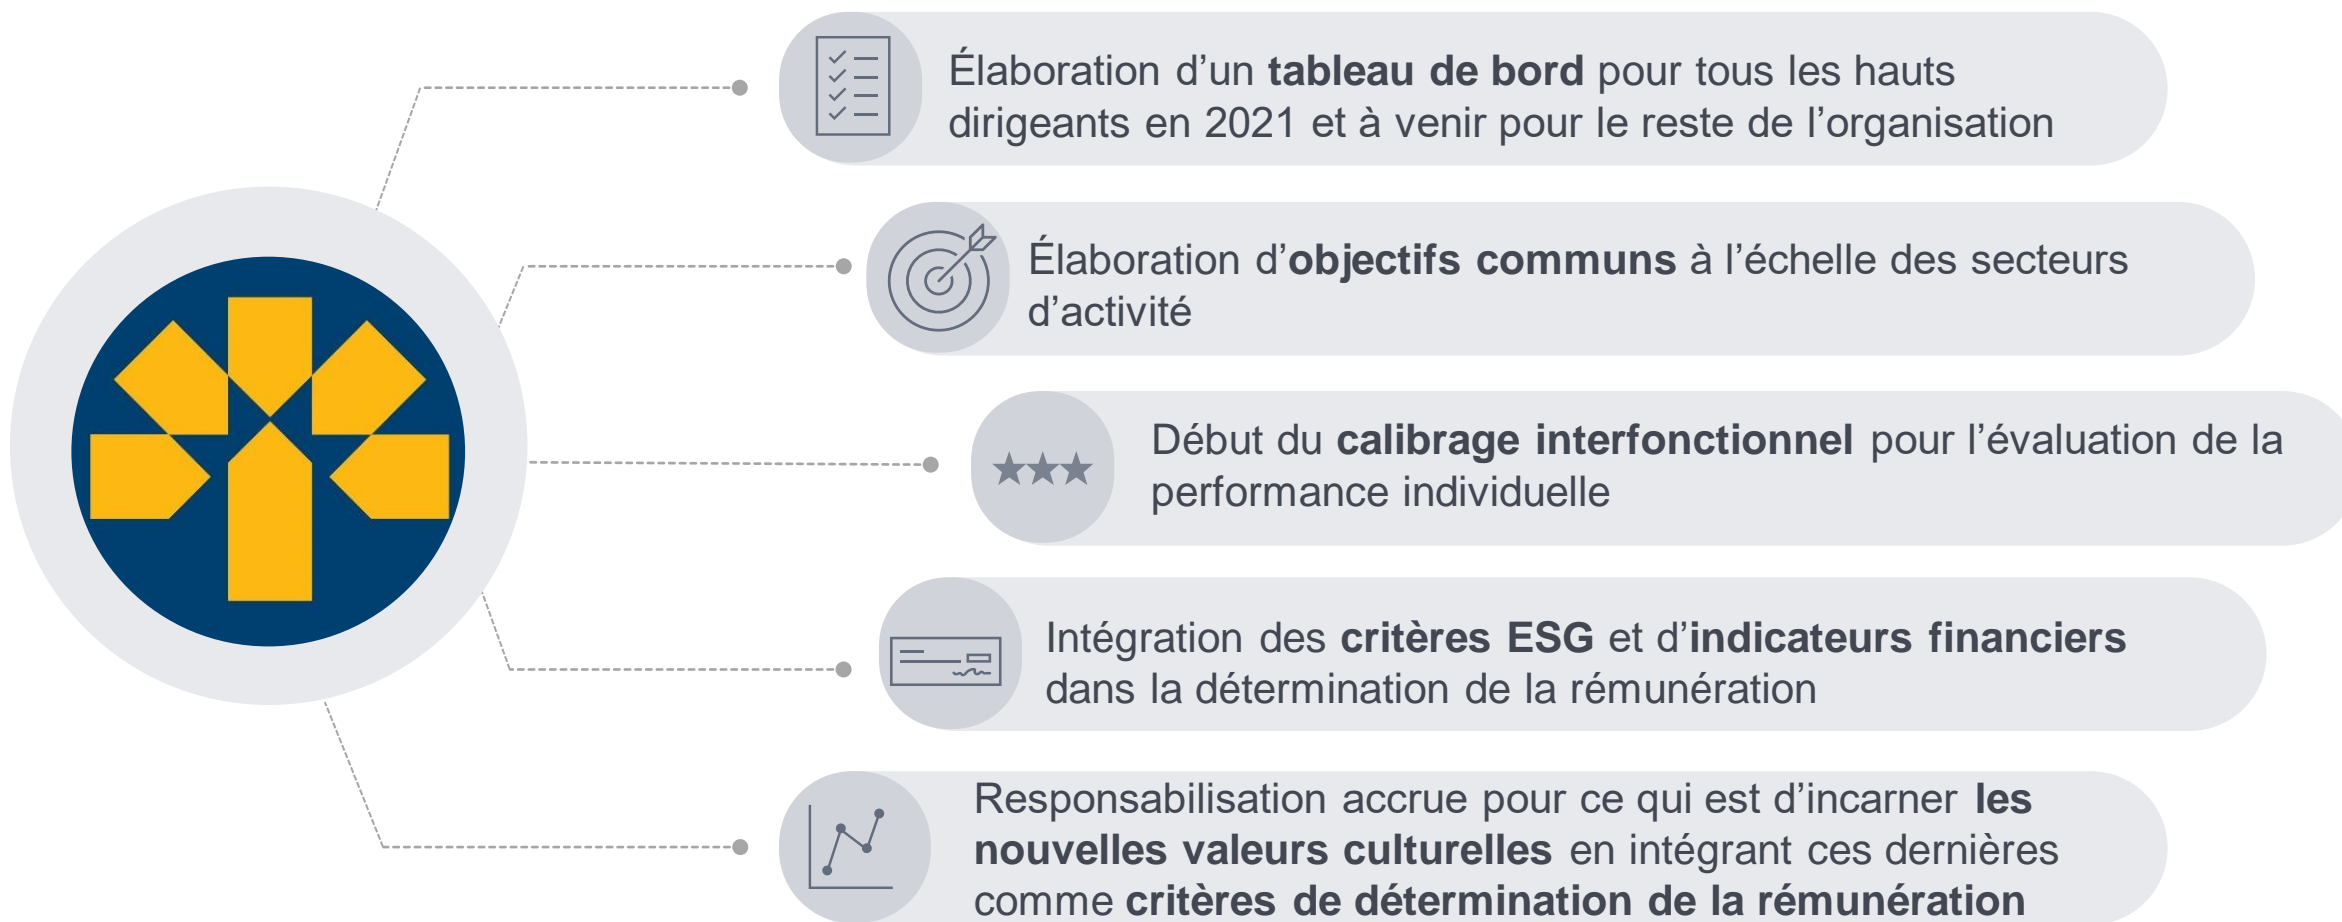 Élaboration d’un tableau de bord pour tous les hauts
dirigeants en 2021 et à venir pour le reste de l’organisation
Élaboration d’objectifs communs à l’échelle des secteurs
d’activité
Début du calibrage interfonctionnel pour l’évaluation de la
performance individuelle
Intégration des critères ESG et d’indicateurs financiers
dans la détermination de la rémunération
Responsabilisation accrue pour ce qui est d’incarner les
nouvelles valeurs culturelles en intégrant ces dernières
comme critères de détermination de la rémunération